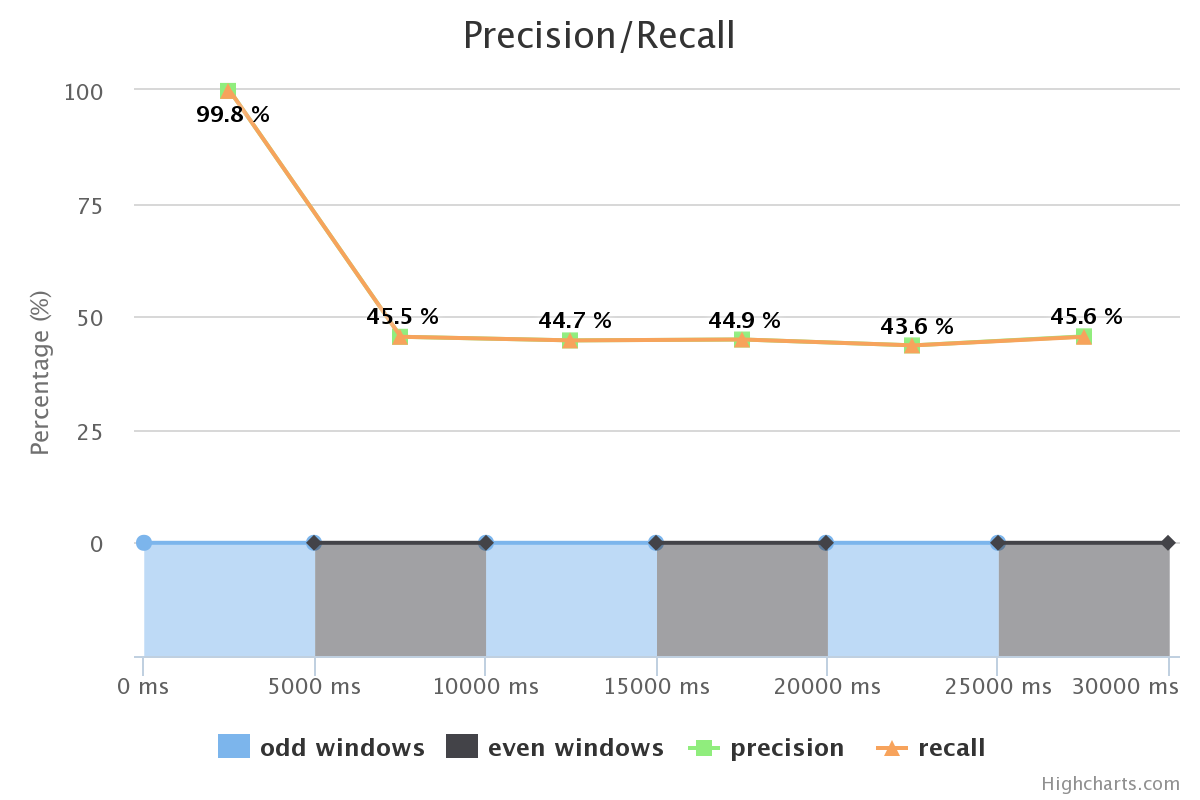 Precision/Recall
Percentage (%)
100
75
50
25
0
99.8 %
45.5 %
44.7 %
44.9 %
43.6 %
45.6 %
0 ms
5000 ms
10000 ms
15000 ms
20000 ms
25000 ms
30000 ms
odd windows
even windows
precision
recall
Highcharts.com